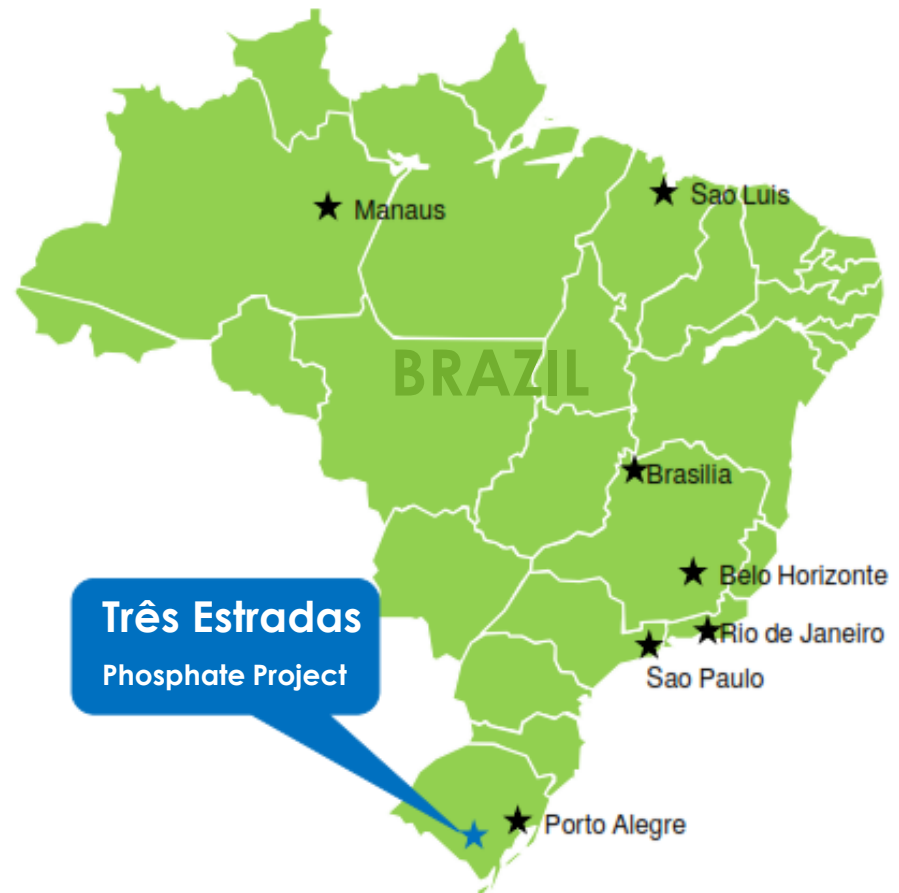 Manaus
Sao Luis
BRAZIL
Brasilia
Belo Horizonte
Três Estradas
Phosphate Project
Rio de Janeiro
Sao Paulo
Porto Alegre